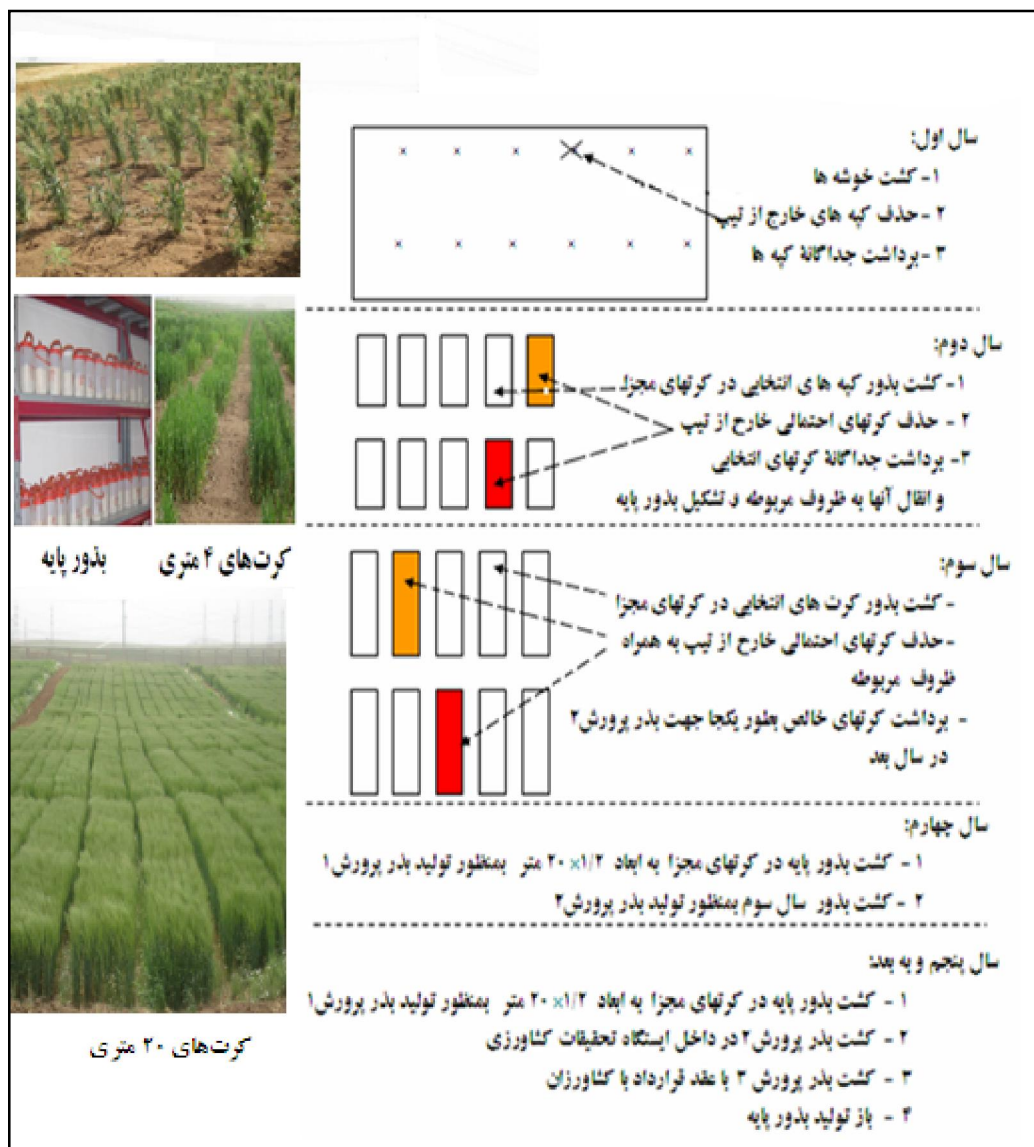 سال اول:
۱- کشت خوشه ها
۲- حذف کپه های خارج از تیپ
۳- برداشت جداگانهٔ کپه ها
سال دوم:
۱- کشت بذور کپه های انتخابی در کرتهای مجزا
۲- حذف کرتهای احتمالی خارج از تیپ
۳- برداشت جداگانهٔ کرتهای انتخابی
و انقال آنها به ظروف مربوطه و تشکیل بذور پایه
بذور پایه
کرت‌های ۴ متری
سال سوم:
- کشت بذور کرت های انتخابی در کرتهای مجزا
- حذف کرتهای احتمالی خارج از تیپ به همراه
ظروف مربوطه
- برداشت کرتهای خالص بطور یکجا جهت بذر پرورش۲
در سال بعد
سال چهارم:
۱- کشت بذور پایه در کرتهای مجزا به ابعاد ۱/۲×۲۰ متر بمنظور تولید بذر پرورش۱
۲- کشت بذور سال سوم بمنظور تولید بذر پرورش۲
سال پنجم و به بعد:
۱- کشت بذور پایه در کرتهای مجزا به ابعاد ۱/۲×۲۰ متر بمنظور تولید بذر پرورش۱
۲- کشت بذر پرورش۲ در داخل ایستگاه تحقیقات کشاورزی
۳- کشت بذر پرورش ۳ با عقد قرارداد با کشاورزان
۴- باز تولید بذور پایه
کرت‌های ۲۰ متری